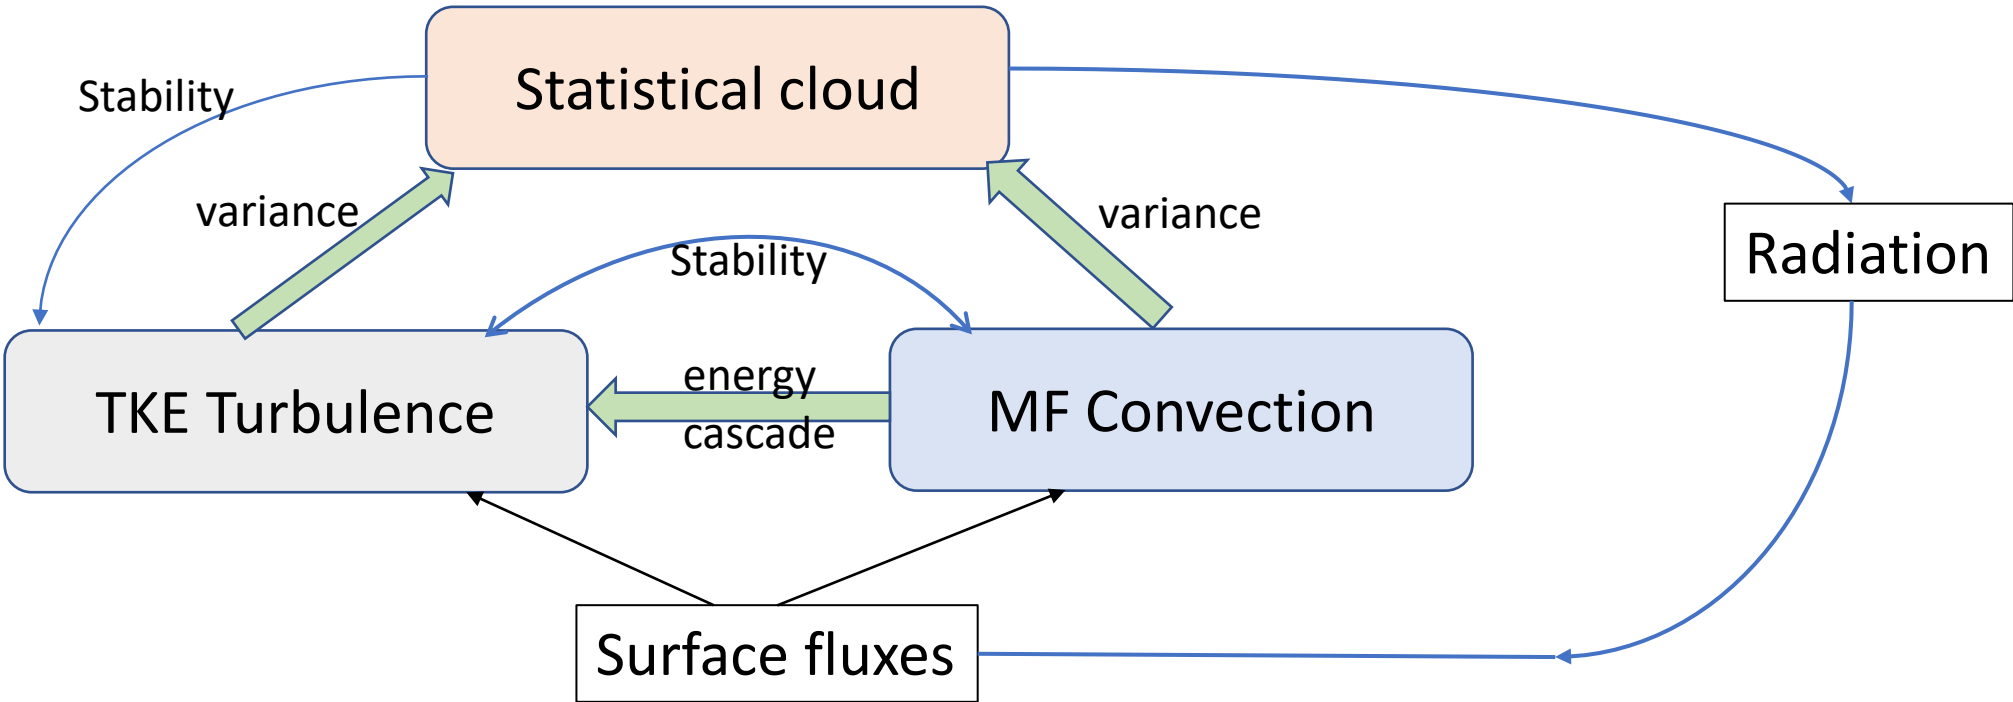 Statistical cloud
Stability
variance
variance
Stability
Radiation
energy
cascade
TKE Turbulence
MF Convection
Surface fluxes